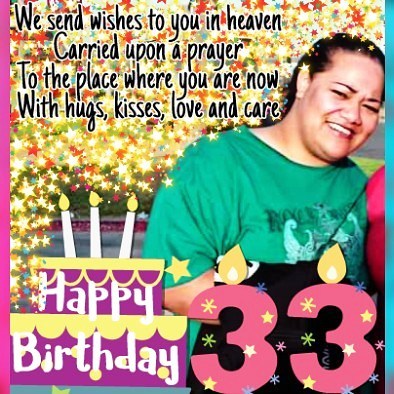 We send wishes to you in heaven
Carried upon a prayer
To the place where you are now
With hugs, kisses, love and care
Happy
Birthday
33